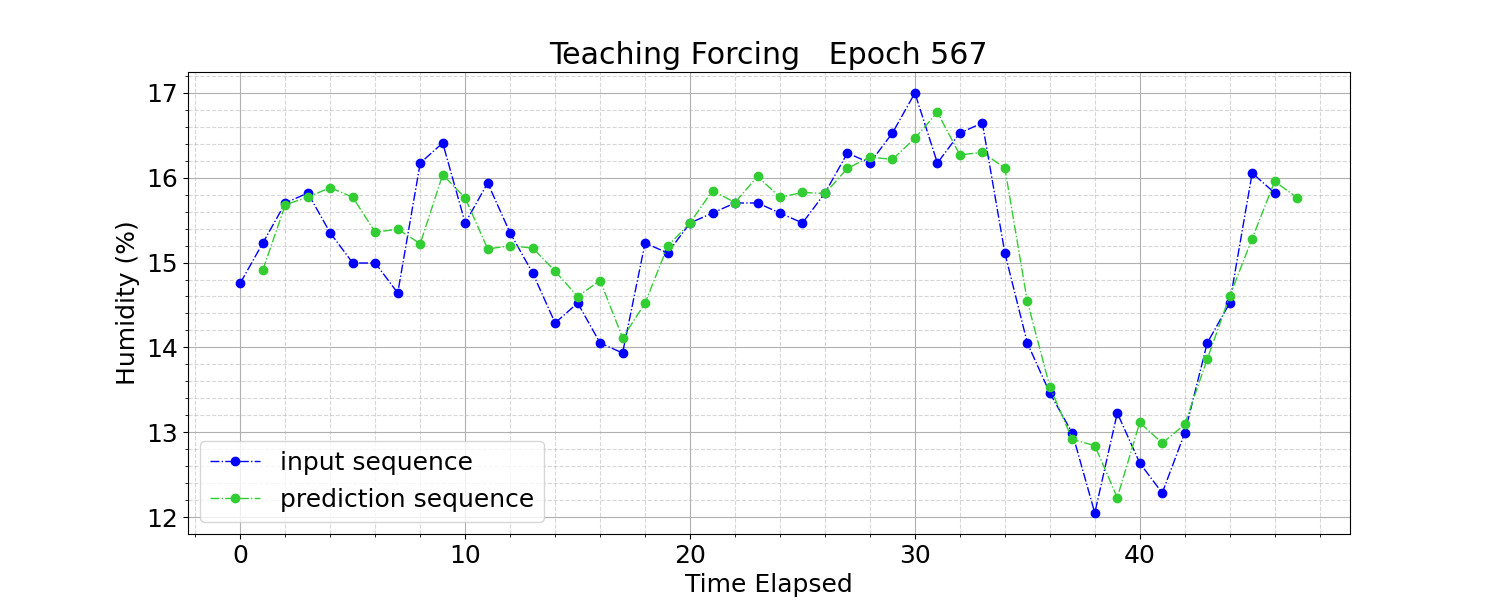 Teaching Forcing   Epoch 567
Humidity (%)
17
16
15
14
13
12
input sequence
prediction sequence
0 10 20 30 40
Time Elapsed